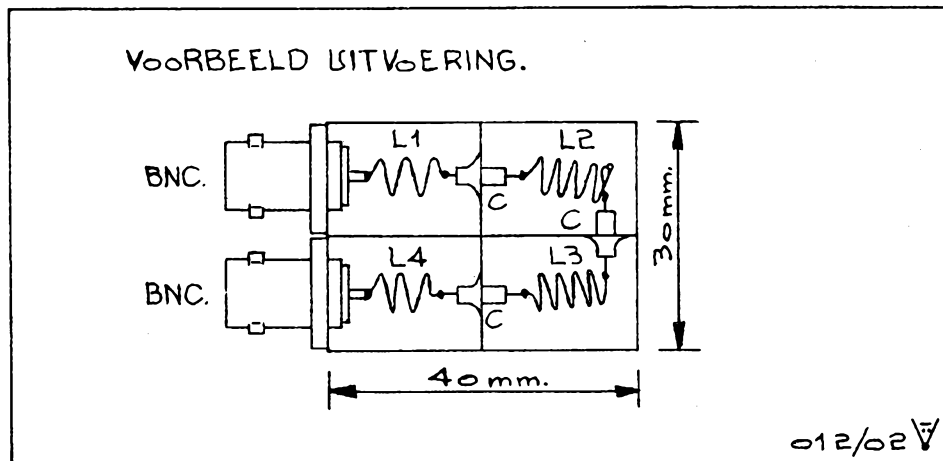 VOORBEELD UITVOERING.
L1
L2
BNC.
C
C
30mm.
L4
L3
BNC.
C
40mm.
012/02